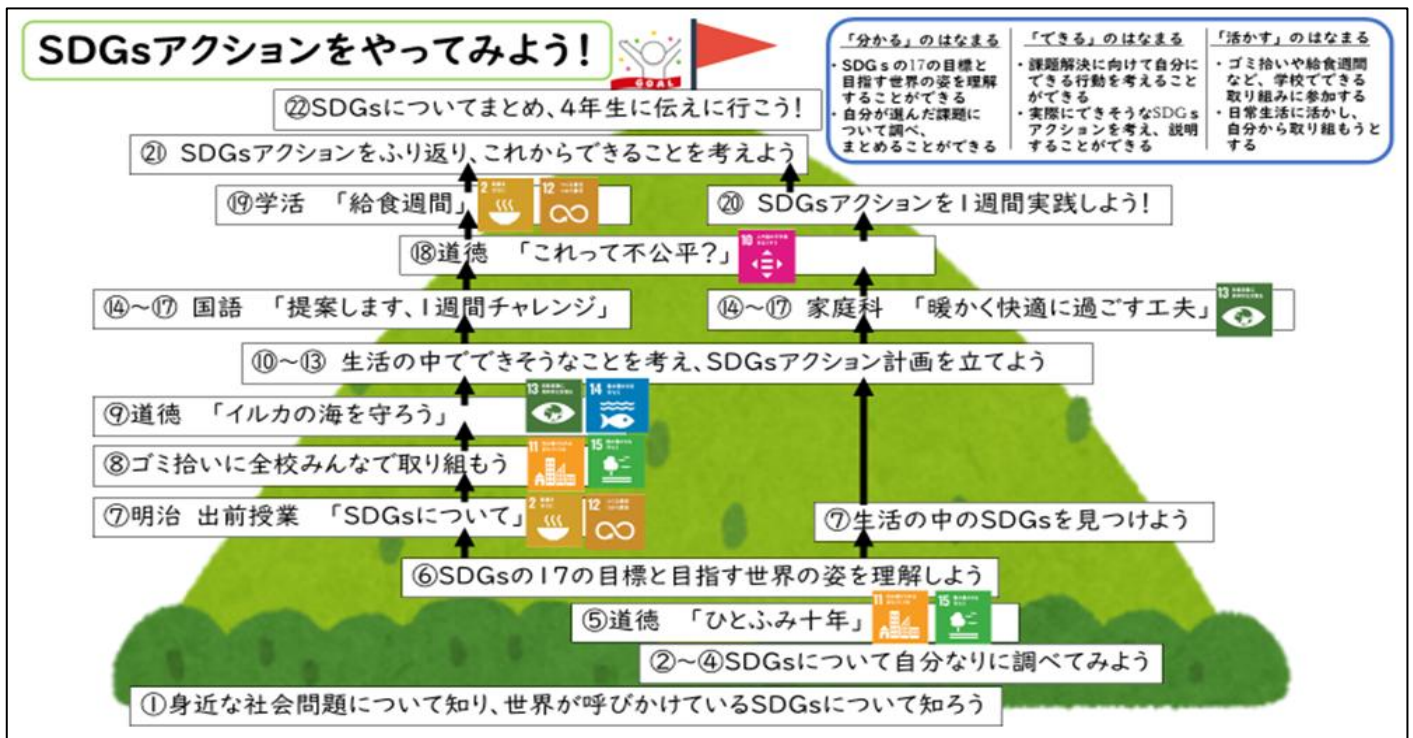 SDGsアクションをやってみよう!
GOAL
「分かる」のはなまる
・SDGsの17の目標と
目指す世界の姿を理解
することができる
・自分が選んだ課題に
ついて調べ、
まとめることができる
「できる」のはなまる
・課題解決に向けて自分に
できる行動を考えること
ができる
・実際にできそうなSDGs
アクションを考え、説明
することができる
「活かす」のはなまる
・ゴミ拾いや給食週間
など、学校でできる
取り組みに参加する
・日常生活に活かし、
自分から取り組もうと
する
㉒SDGsについてまとめ、4年生に伝えに行こう!
㉑ SDGsアクションをふり返り、これからできることを考えよう
⑲学活 「給食週間」
2
12
⑳ SDGsアクションを1週間実践しよう!
⑱道徳 「これって不公平?」
10
⑭～⑰ 国語 「提案します、1週間チャレンジ」
⑭～⑰ 家庭科 「暖かく快適に過ごす工夫」
13
⑩～⑬ 生活の中でできそうなことを考え、SDGsアクション計画を立てよう
⑨道徳 「イルカの海を守ろう」
13
14
⑧ゴミ拾いに全校みんなで取り組もう
11
15
⑦明治 出前授業 「SDGsについて」
2
12
⑦生活の中のSDGsを見つけよう
⑥SDGsの17の目標と目指す世界の姿を理解しよう
⑤道徳 「ひとふみ十年」
11
15
②～④SDGsについて自分なりに調べてみよう
①身近な社会問題について知り、世界が呼びかけているSDGsについて知ろう